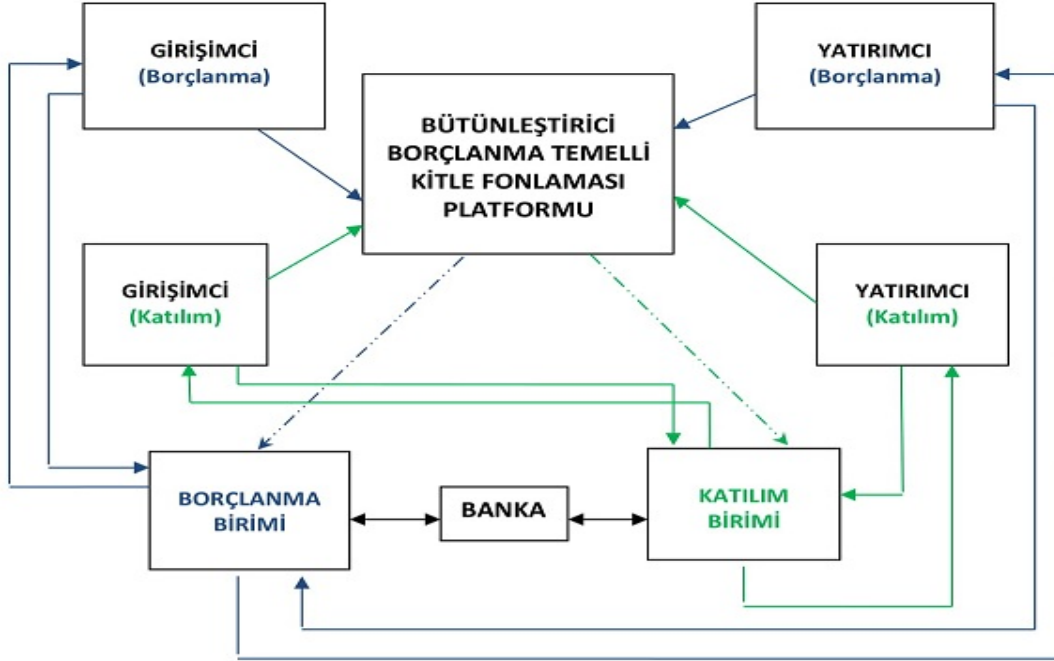 GİRİŞİMCİ
(Borçlanma)
YATIRIMCI
(Borçlanma)
BÜTÜNLEŞTİRİCİ
BORÇLANMA TEMELLİ
KİTLE FONLAMASI
PLATFORMU
GİRİŞİMCİ
(Katılım)
YATIRIMCI
(Katılım)
BORÇLANMA
BİRİMİ
BANKA
KATILIM
BİRİMİ